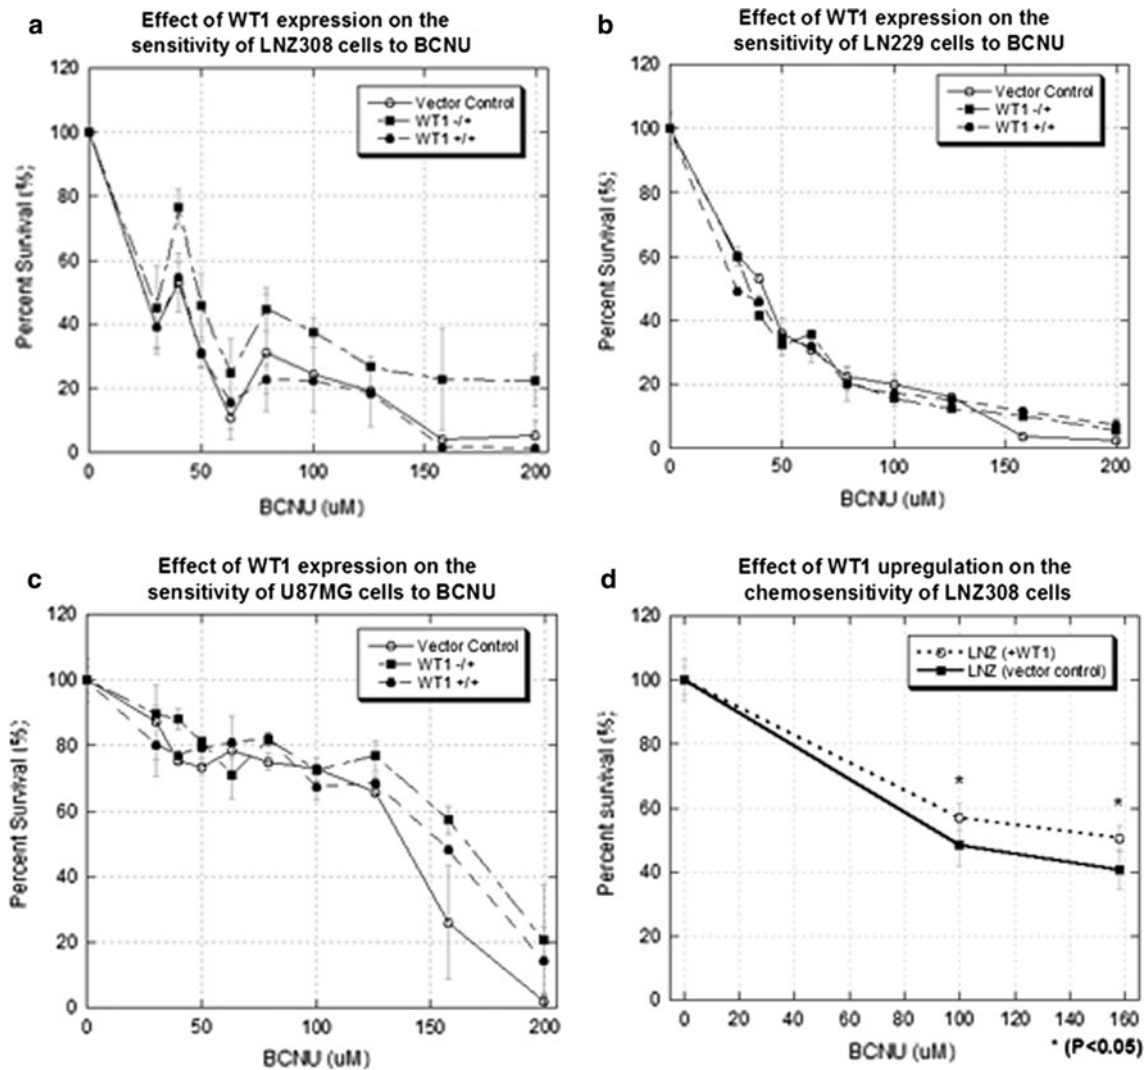 a
Effect of WT1 expression on the
sensitivity of LNZ308 cells to BCNU
120
100
80
60
40
20
0
Percent Survival (%)
Vector Control
WT1 -/+
WT1 +/+
0 50 100 150 200
BCNU (uM)
b
Effect of WT1 expression on the
sensitivity of LN229 cells to BCNU
120
100
80
60
40
20
0
Percent Survival (%)
Vector Control
WT1 -/+
WT1 +/+
0 50 100 150 200
BCNU (uM)
c
Effect of WT1 expression on the
sensitivity of U87MG cells to BCNU
120
100
80
60
40
20
0
Percent Survival (%)
Vector Control
WT1 -/+
WT1 +/+
0 50 100 150 200
BCNU (uM)
d
Effect of WT1 upregulation on the
chemosensitivity of LNZ308 cells
120
100
80
60
40
20
0
Percent survival (%)
LNZ (+WT1)
LNZ (vector control)
*
*
0 20 40 60 80 100 120 140 160
BCNU (uM)
* (P<0.05)